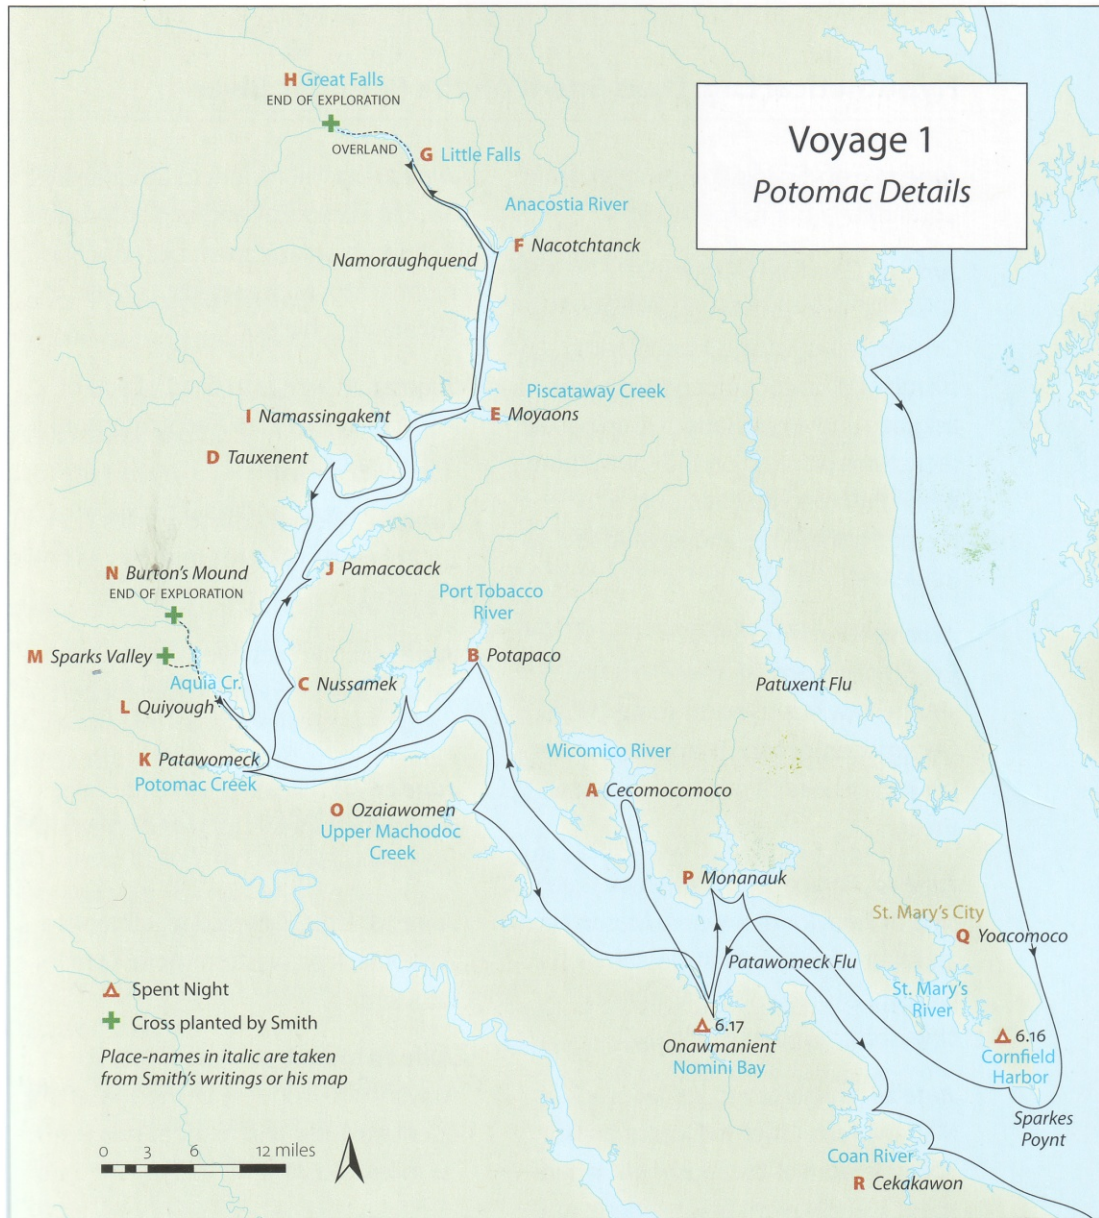 Voyage 1
Potomac Details
H Great Falls
END OF EXPLORATION
OVERLAND
G Little Falls
Anacostia River
F Nacotchtanck
Namoraughquend
Piscataway Creek
I Namassingakent
E Moyaons
D Tauxenent
N Burton's Mound
END OF EXPLORATION
J Pamacocack
Port Tobacco
River
M Sparks Valley
B Potapaco
Aquia Cr.
C Nussamek
Patuxent Flu
L Quiyough
K Patawomeck
Potomac Creek
Wicomico River
A Cecomocomoco
O Ozaiawomen
Upper Machodoc
Creek
P Monanauk
St. Mary's City
Q Yoacomoco
Patawomeck Flu
St. Mary's
River
6.17
Onawmanient
Nomini Bay
6.16
Cornfield
Harbor
Sparkes
Poynt
Coan River
R Cekakawon
Spent Night
Cross planted by Smith
Place-names in italic are taken
from Smith's writings or his map
0 3 6 12 miles